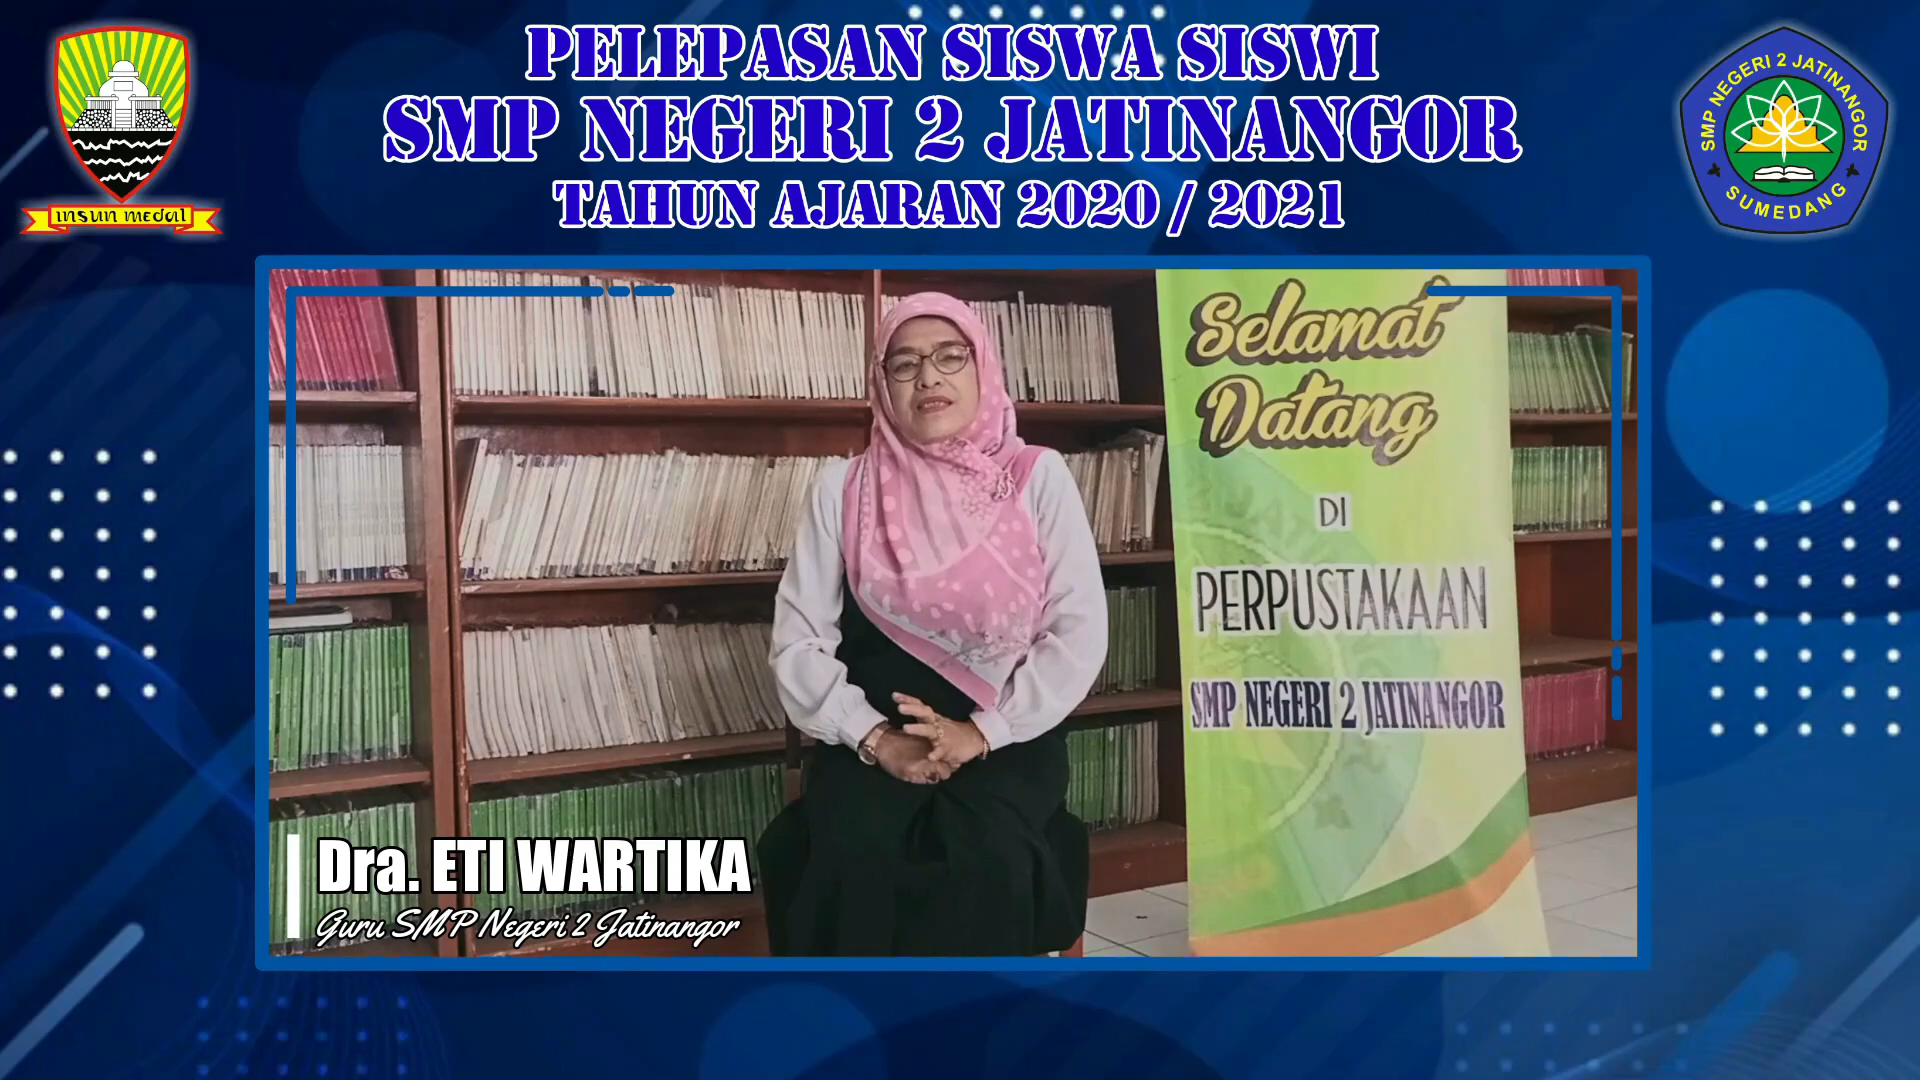 PELEPASAN SISWA SISWI
SMP NEGERI 2 JATINANGOR
TAHUN AJARAN 2020 / 2021
insun medal
SMP NEGERI 2 JATINANGOR
SUMEDANG
Selamat
Datang
DI
PERPUSTAKAAN
SMP NEGERI 2 JATINANGOR
Dra. ETI WARTIKA
Guru SMP Negeri 2 Jatinangor